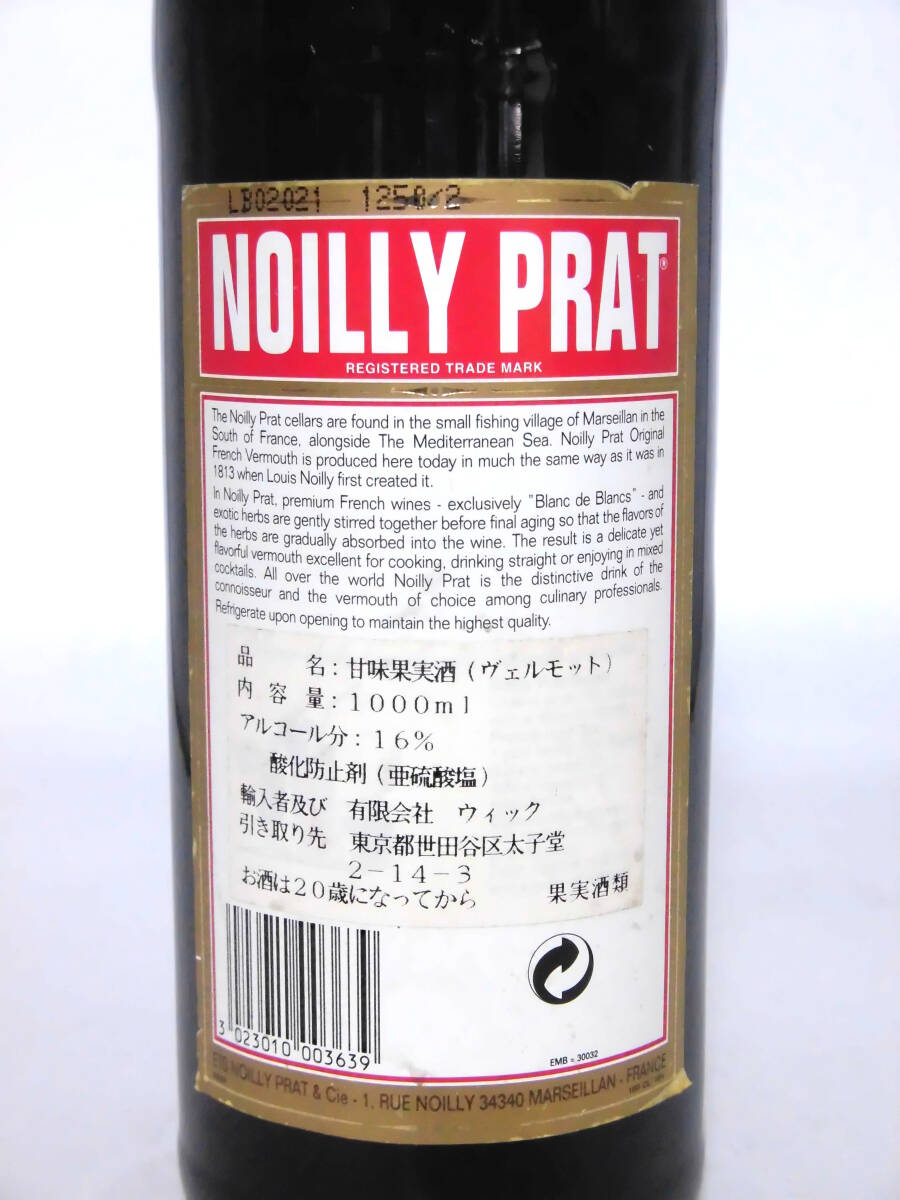 LB02021 1250/2
NOILLY PRAT®
REGISTERED TRADE MARK
The Noilly Prat cellars are found in the small fishing village of Marseillan in the
South of France, alongside The Mediterranean Sea. Noilly Prat Original
French Vermouth is produced here today in much the same way as it was in
1813 when Louis Noilly first created it.
In Noilly Prat, premium French wines - exclusively "Blanc de Blancs" - and
exotic herbs are gently stirred together before final aging so that the flavors of
the herbs are gradually absorbed into the wine. The result is a delicate yet
flavorful vermouth excellent for cooking, drinking straight or enjoying in mixed
cocktails. All over the world Noilly Prat is the distinctive drink of the
connoisseur and the vermouth of choice among culinary professionals.
Refrigerate upon opening to maintain the highest quality.
品名：甘味果実酒（ヴェルモット）
内容量：1000ml
アルコール分：16%
酸化防止剤（亜硫酸塩）
輸入者及び 有限会社 ウィック
引き取り先 東京都世田谷区太子堂
2-14-3
お酒は20歳になってから 果実酒類
3 023010 003639
EMB = 30032
ETS NOILLY PRAT & Cie - 1, RUE NOILLY 34340 MARSEILLAN - FRANCE